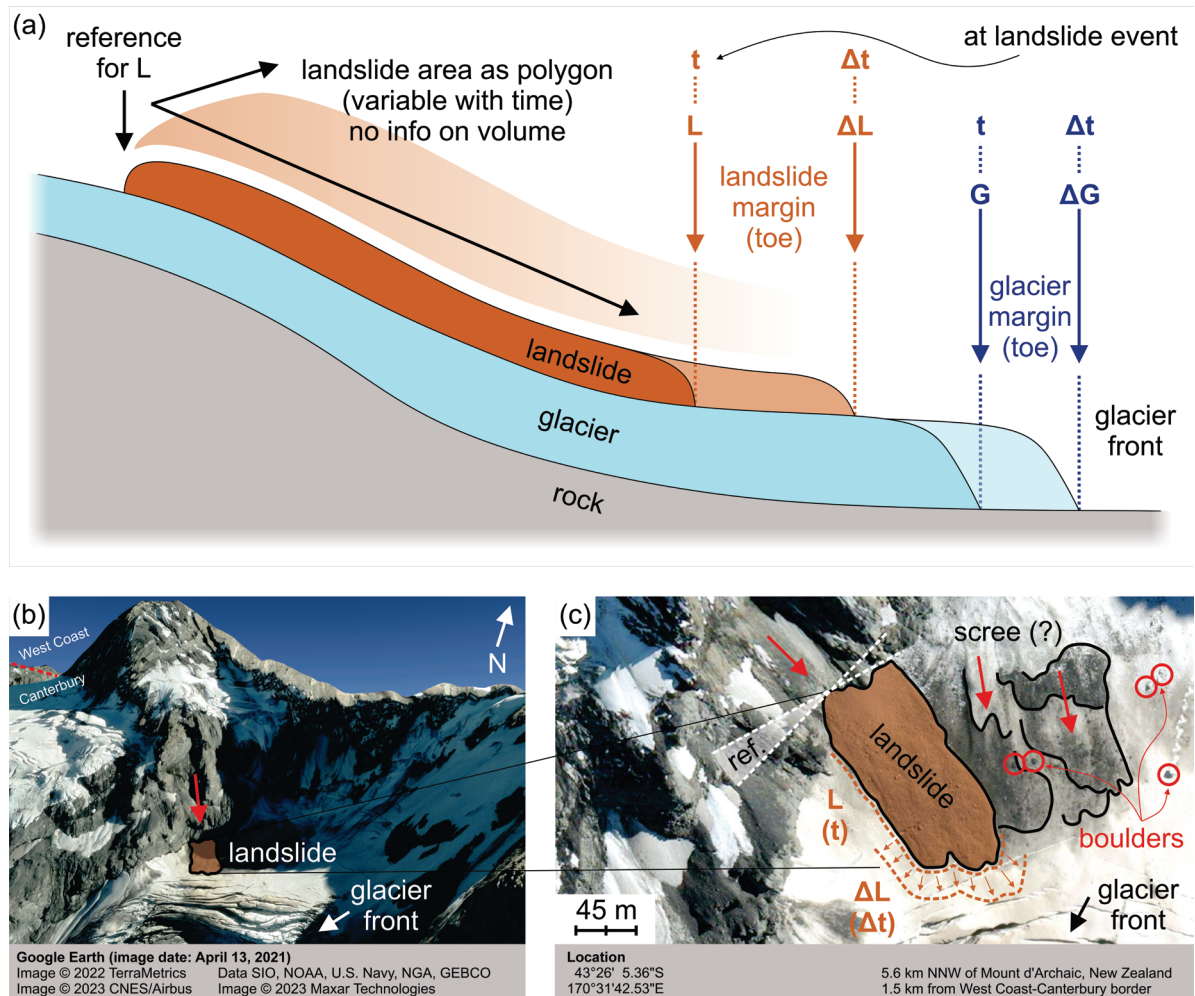 (a)
reference
for L
landslide area as polygon
(variable with time)
no info on volume
at landslide event
t
Δt
L
ΔL
landslide
margin
(toe)
t
Δt
G
ΔG
glacier
margin
(toe)
glacier
front
landslide
glacier
rock
(b)
West Coast
Canterbury
N
landslide
glacier
front
Google Earth (image date: April 13, 2021)
Image © 2022 TerraMetrics Data SIO, NOAA, U.S. Navy, NGA, GEBCO
Image © 2023 CNES/Airbus Image © 2023 Maxar Technologies
(c)
scree (?)
ref.
landslide
L
(t)
boulders
ΔL
(Δt)
glacier
front
45 m
Location
43°26' 5.36"S 5.6 km NNW of Mount d'Archaic, New Zealand
170°31'42.53"E 1.5 km from West Coast-Canterbury border